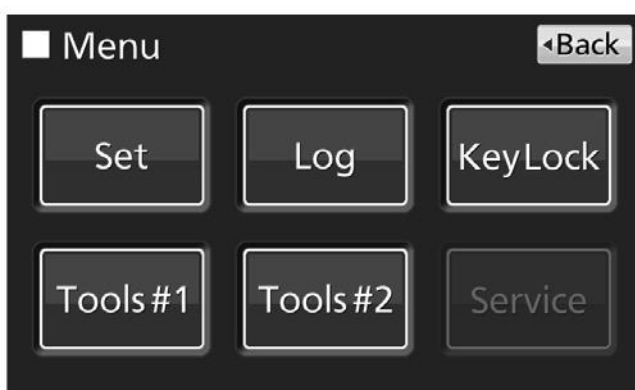 Menu
◂Back
Set
Log
KeyLock
Tools#1
Tools#2
Service